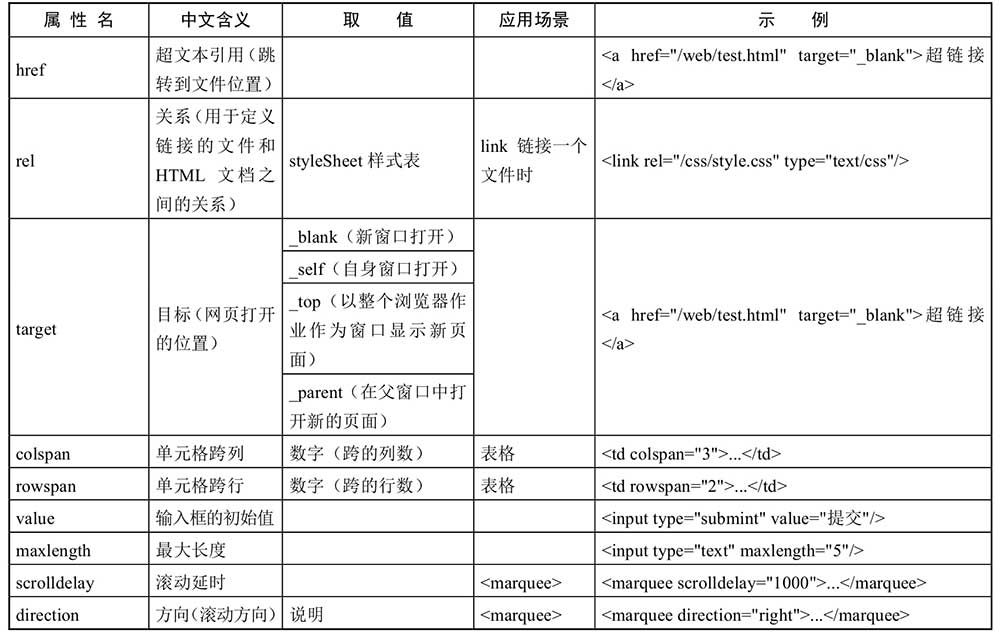 属 性 名 中文含义 取 值 应用场景 示 例
href
超文本引用（跳
转到文件位置）
<a href="/web/test.html" target="_blank">超链接
</a>
rel
关系（用于定义
链接的文件和
HTML 文档之
间的关系）
styleSheet 样式表
link 链接一个
文件时
<link rel="/css/style.css" type="text/css"/>
target
目标（网页打开
的位置）
_blank（新窗口打开）
_self（自身窗口打开）
_top（以整个浏览器作
业作为窗口显示新页
面）
_parent（在父窗口中打
开新的页面）
<a href="/web/test.html" target="_blank">超链接
</a>
colspan 单元格跨列 数字（跨的列数） 表格 <td colspan="3">...</td>
rowspan 单元格跨行 数字（跨的行数） 表格 <td rowspan="2">...</td>
value 输入框的初始值 <input type="submint" value="提交"/>
maxlength 最大长度 <input type="text" maxlength="5"/>
scrolldelay 滚动延时 <marquee> <marquee scrolldelay="1000">...</marquee>
direction 方向（滚动方向） 说明 <marquee> <marquee direction="right">...</marquee>